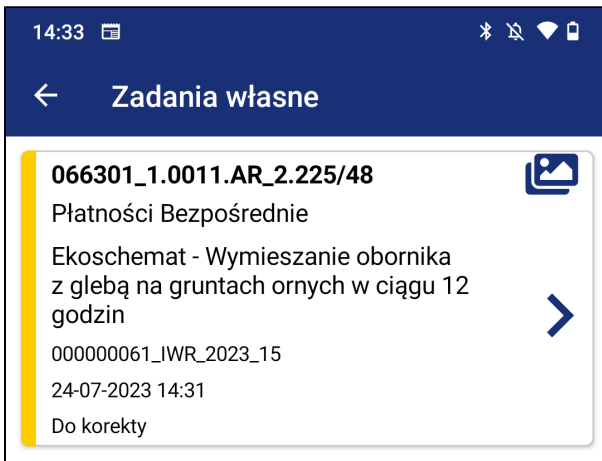 14:33
Zadania własne
066301_1.0011.AR_2.225/48
Płatności Bezpośrednie
Ekoschemat - Wymieszanie obornika
z glebą na gruntach ornych w ciągu 12
godzin
000000061_IWR_2023_15
24-07-2023 14:31
Do korekty